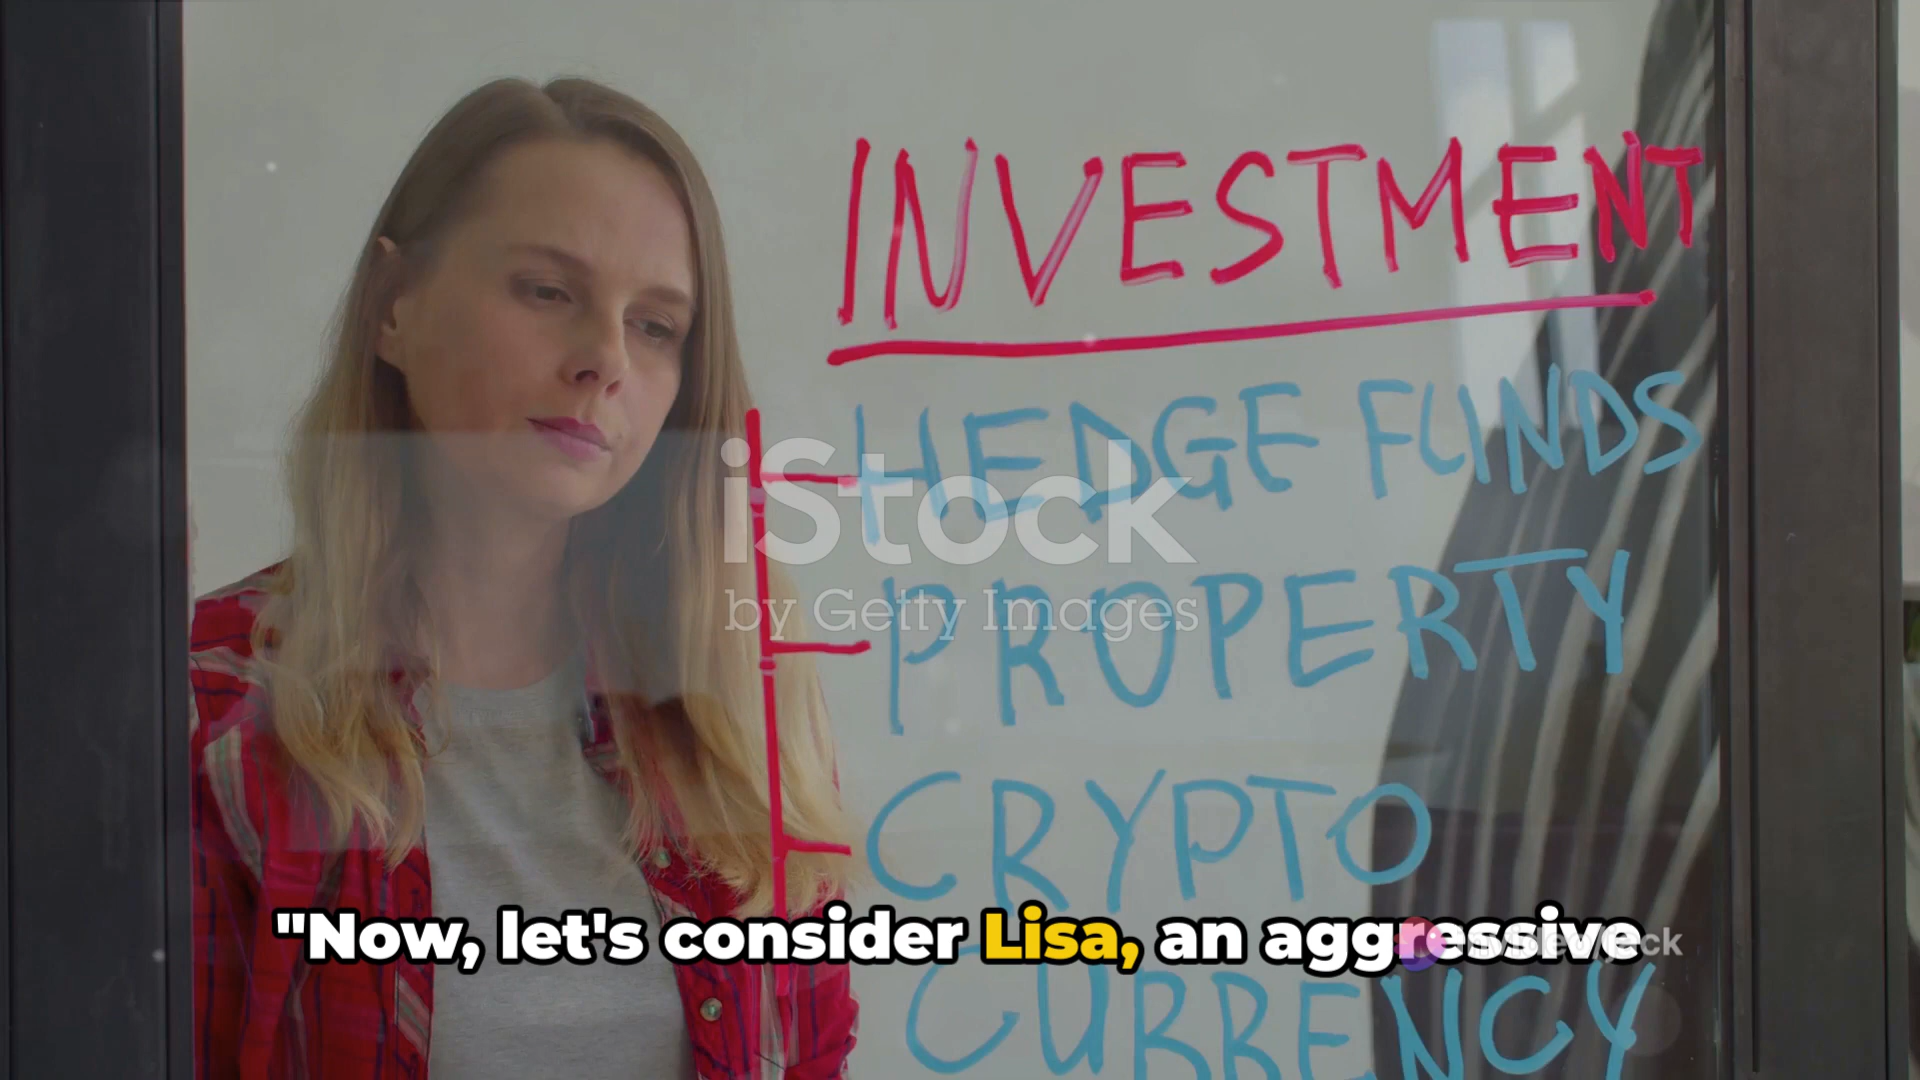 INVESTMENT
HEDGE FUNDS
iStock
by Getty Images
PROPERTY
CRYPTO
"Now, let's consider Lisa, an aggressive
CURRENCY